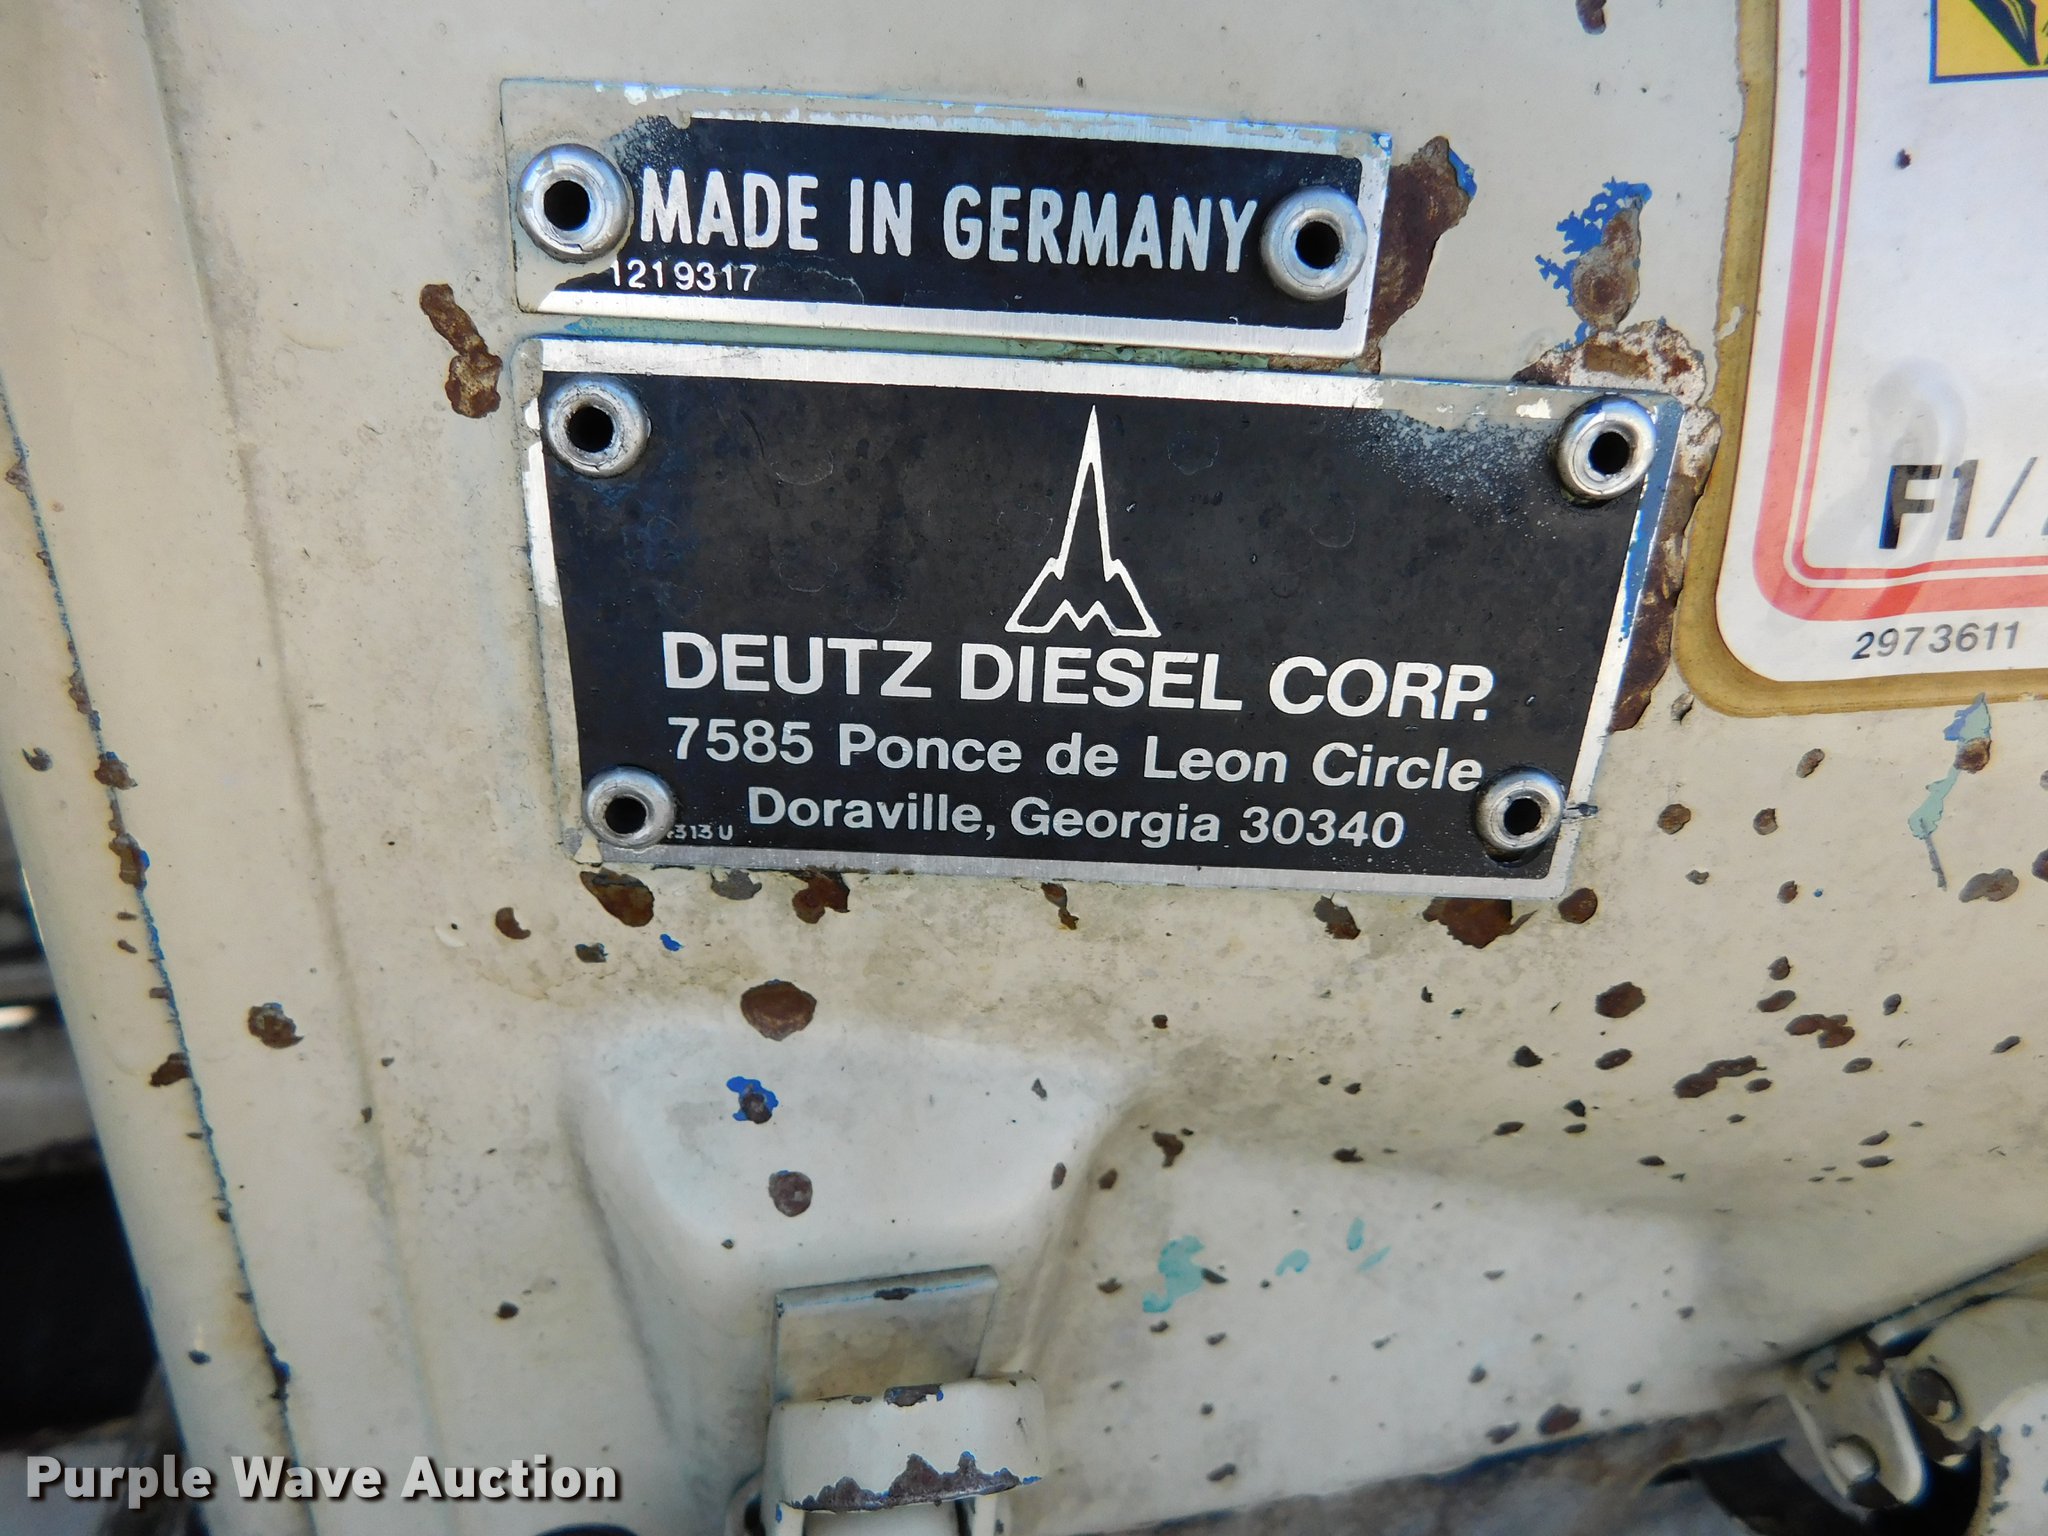 MADE IN GERMANY
1219317
DEUTZ DIESEL CORP.
7585 Ponce de Leon Circle
Doraville, Georgia 30340
313 U
F1/
2973611
Purple Wave Auction